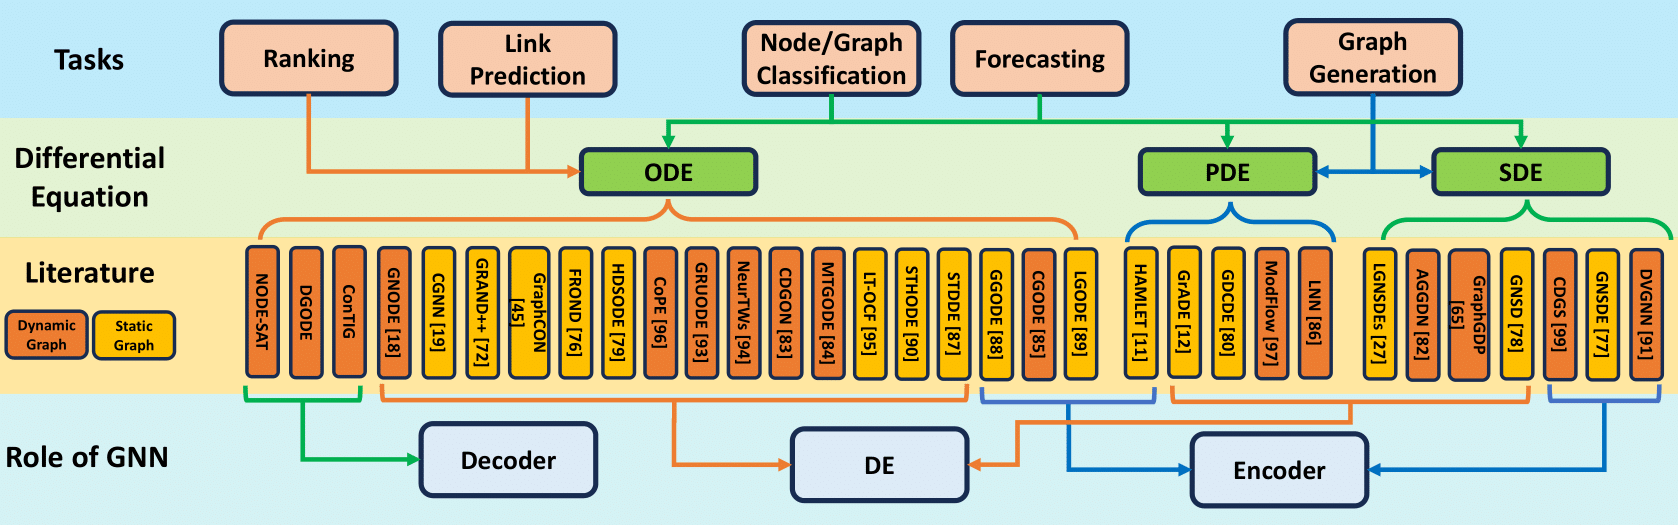 Tasks
Ranking
Link
Prediction
Node/Graph
Classification
Forecasting
Graph
Generation
Differential
Equation
ODE
PDE
SDE
Literature
Dynamic
Graph
Static
Graph
NODE-SAT
DGODE
ConTIG
GNODE [18]
CGNN [19]
GRAND++ [72]
GraphCON
[45]
FROND [76]
HDSODE [79]
CoPE [96]
GRUODE [93]
NeurTWs [94]
CDGON [83]
MTGODE [84]
LT-OCF [95]
STHODE [90]
STDDE [87]
GGODE [88]
CGODE [85]
LGODE [89]
HAMLET [11]
GrADE [12]
GDCDE [80]
ModFlow [97]
LNN [86]
LGNSDEs [27]
AGGDN [82]
GraphGDP
[65]
GNSD [78]
CDGS [99]
GNSDE [77]
DVGNN [91]
Role of GNN
Decoder
DE
Encoder